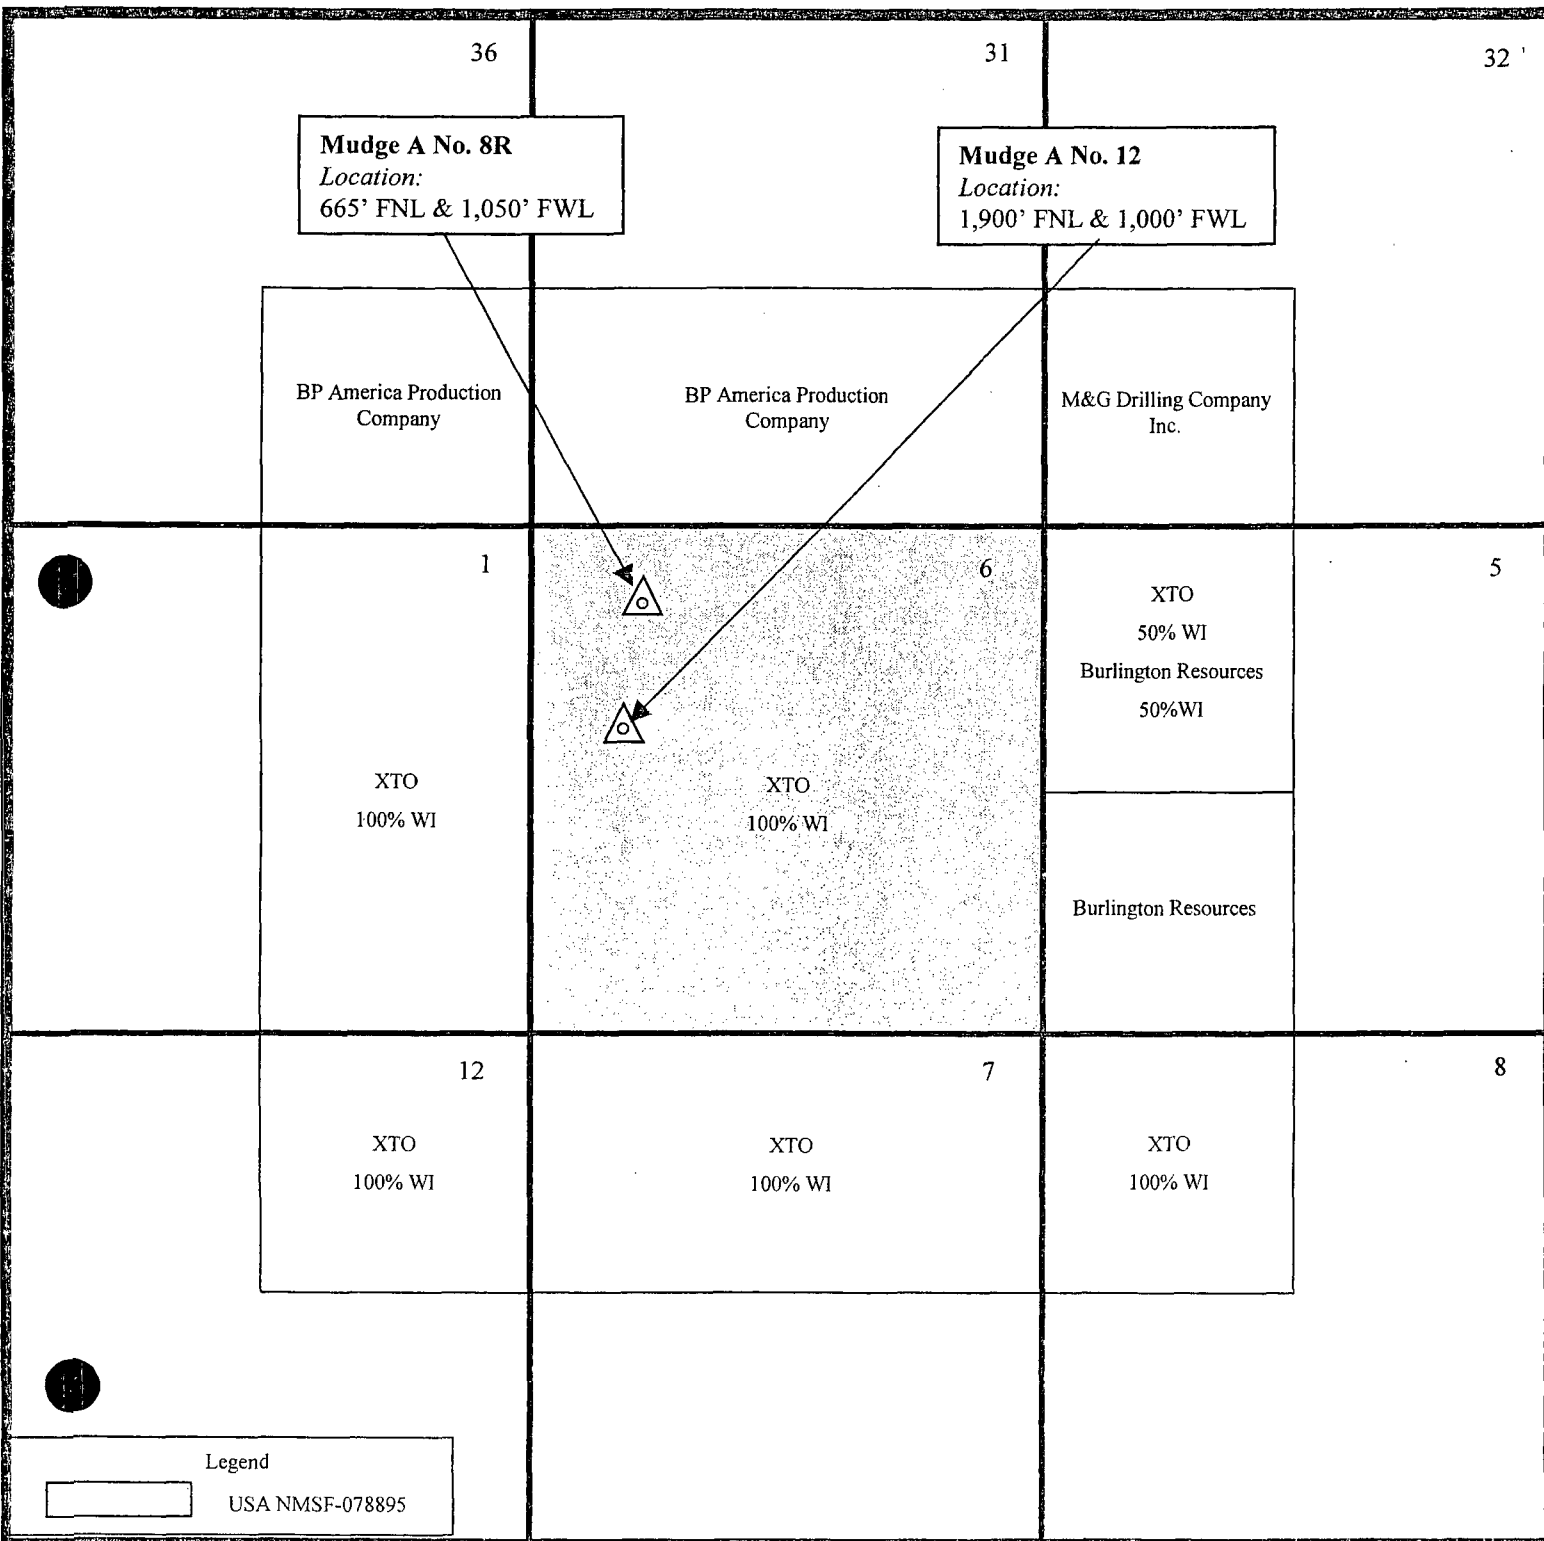 36
31
32
Mudge A No. 8R
Location:
665' FNL & 1,050' FWL
Mudge A No. 12
Location:
1,900' FNL & 1,000' FWL
BP America Production
Company
BP America Production
Company
M&G Drilling Company
Inc.
1
6
5
XTO
50% WI
Burlington Resources
50%WI
XTO
100% WI
XTO
100% WI
Burlington Resources
12
7
8
XTO
100% WI
XTO
100% WI
XTO
100% WI
Legend
USA NMSF-078895